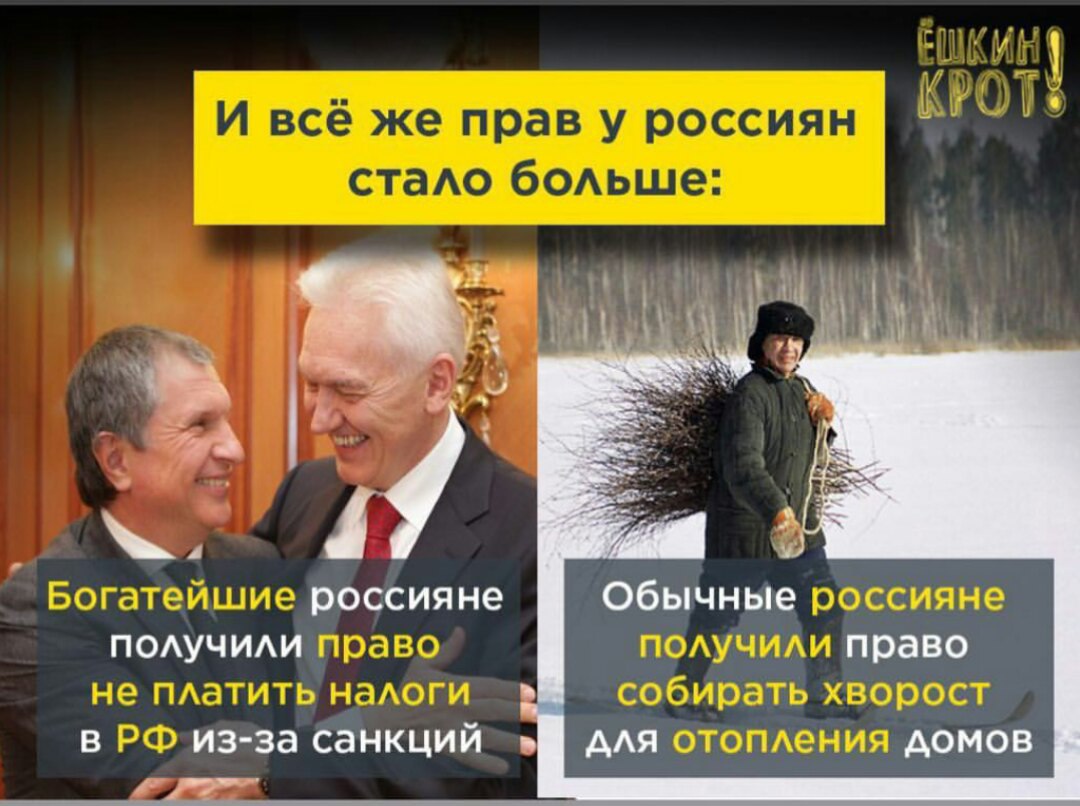 ЁШКИН
КРОТ!
И всё же прав у россиян
стало больше:
Богатейшие россияне
получили право
не платить налоги
в РФ из-за санкций
Обычные россияне
получили право
собирать хворост
для отопления домов